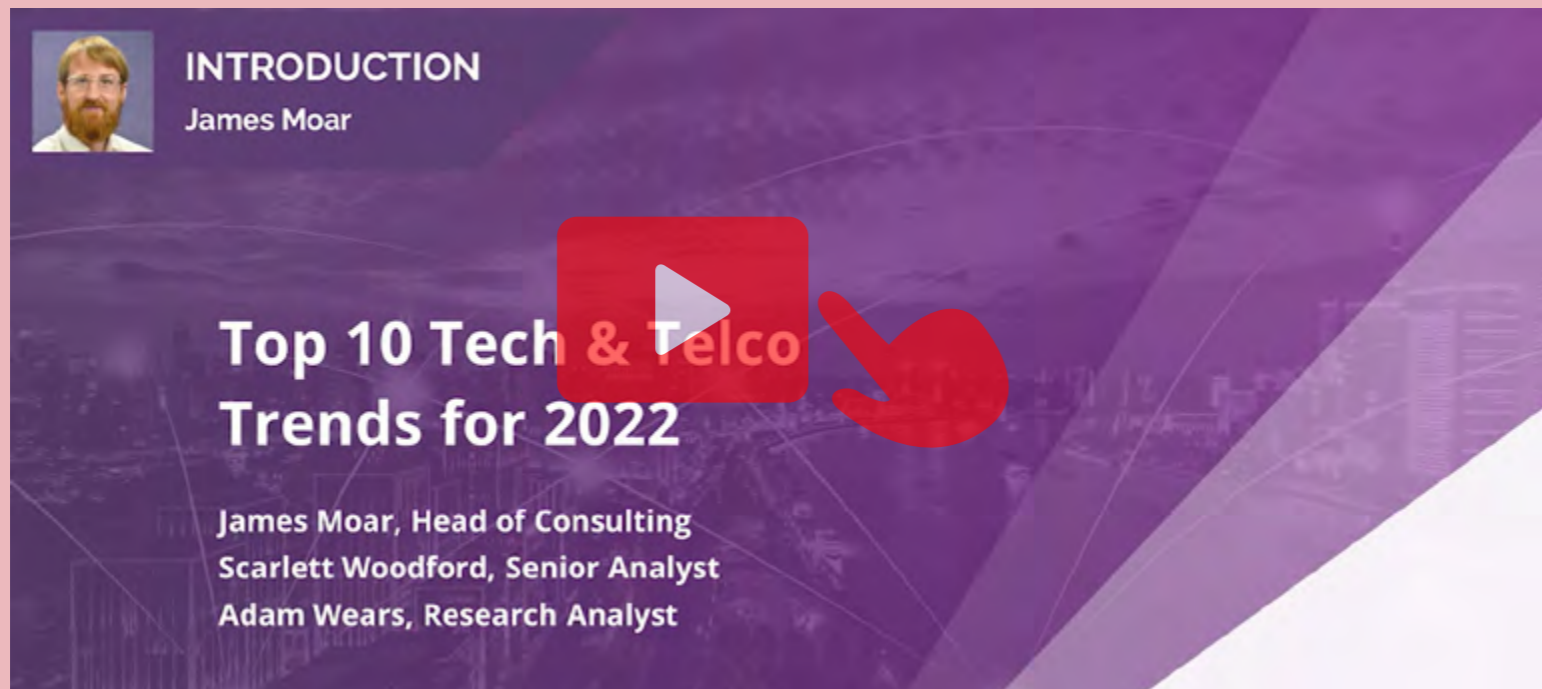 INTRODUCTION
James Moar
Top 10 Tech & Telco
Trends for 2022
James Moar, Head of Consulting
Scarlett Woodford, Senior Analyst
Adam Wears, Research Analyst